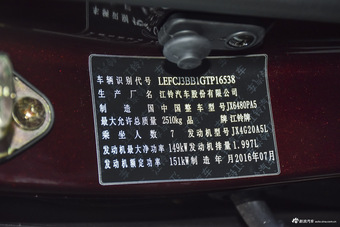 车辆识别代号 LEFCJ3BB1GTP16538
生产厂名 江铃汽车股份有限公司
制造国 中国 整车型号 JX6480PA5
最大允许总质量 2510kg 品牌 江铃牌
乘坐人数 7 发动机型号 JX4G20A5L
发动机最大净功率 149kW 发动机排量 1.997L
发动机额定功率 151kW 制造年月 2016年07月